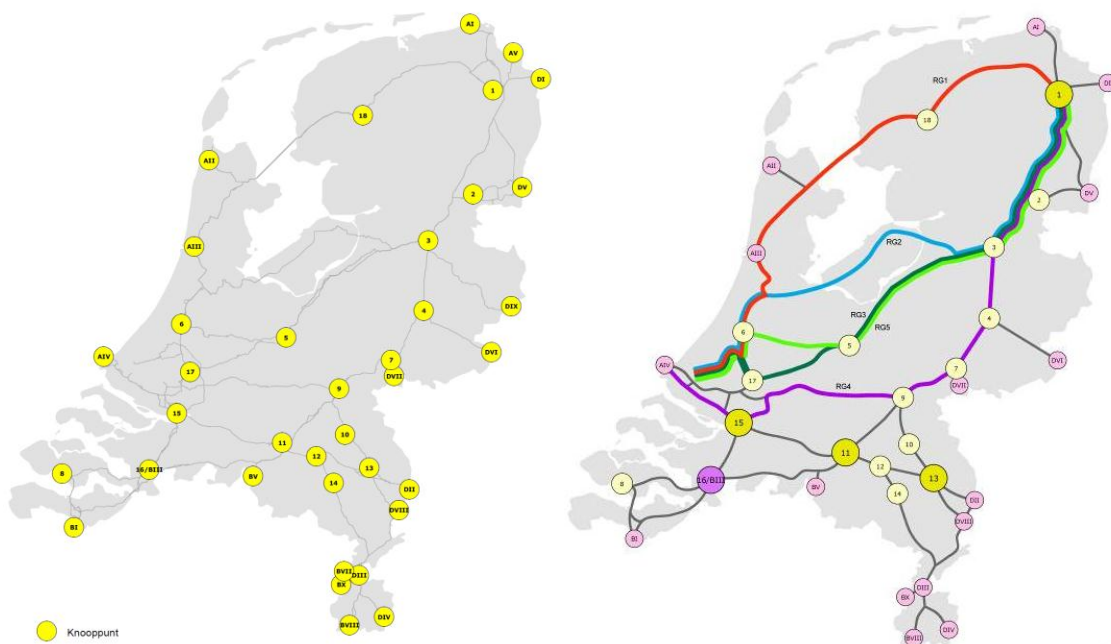 AI
AV
DI
1
18
AII
DV
2
AIII
3
DIX
4
6
5
AIV
DVI
7
DVII
17
9
15
10
11
12
13
16/BIII
8
BV
14
DII
DVIII
BI
BVII
DIII
BX
DIV
BVIII
Knooppunt
AI
RG1
1
DI
18
AII
DV
2
AIII
RG2
3
4
RG3
RG5
6
5
DVI
AIV
7
17
DVII
RG4
9
15
10
11
12
13
16/BIII
8
BV
14
DII
DVIII
BI
DIII
BX
DIV
BVIII